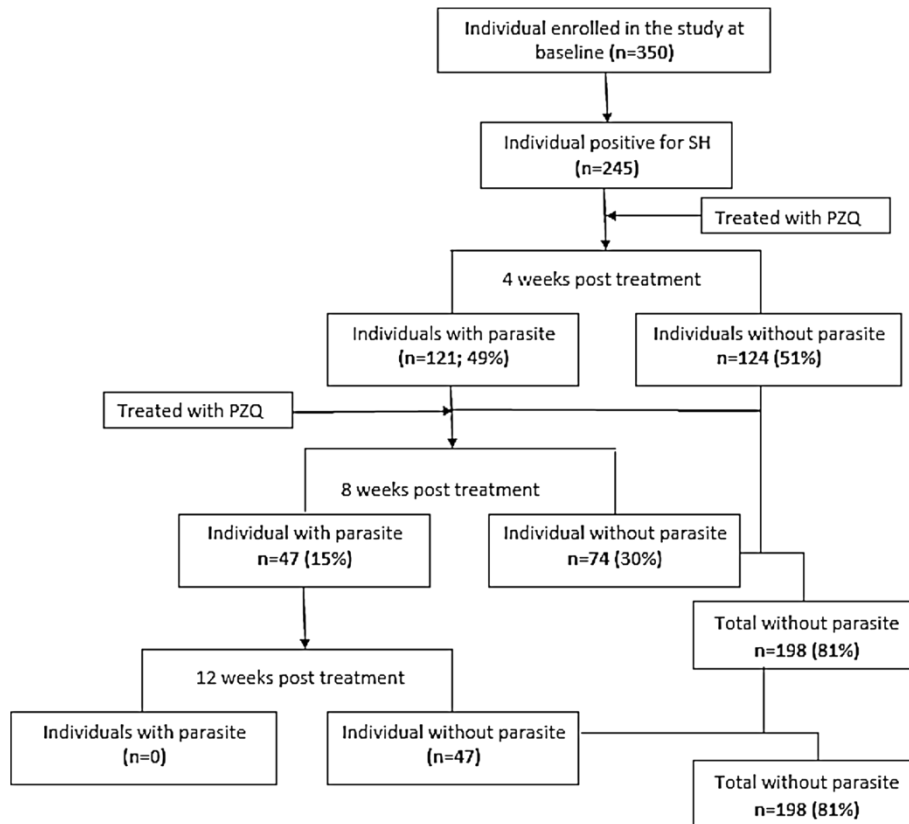 Individual enrolled in the study at
baseline (n=350)
Individual positive for SH
(n=245)
Treated with PZQ
4 weeks post treatment
Individuals with parasite
(n=121; 49%)
Individuals without parasite
n=124 (51%)
Treated with PZQ
8 weeks post treatment
Individual with parasite
n=47 (15%)
Individual without parasite
n=74 (30%)
Total without parasite
n=198 (81%)
12 weeks post treatment
Individuals with parasite
(n=0)
Individual without parasite
(n=47)
Total without parasite
n=198 (81%)